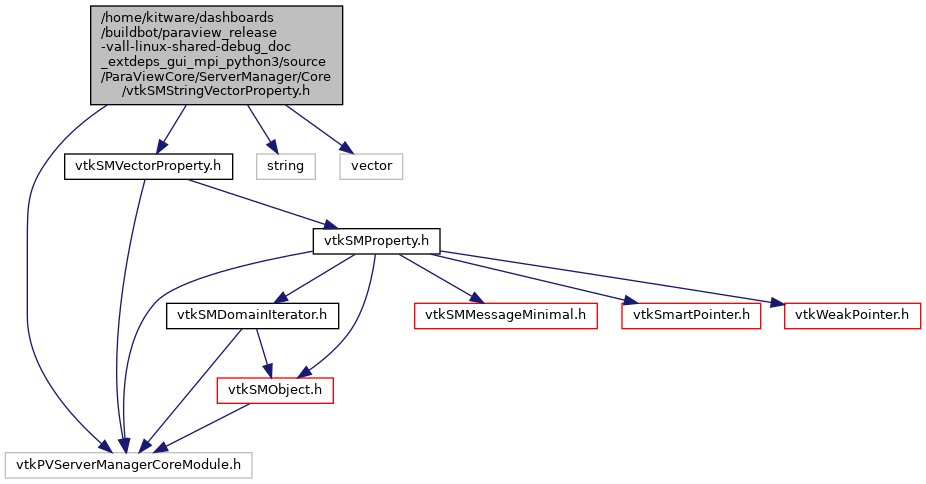 /home/kitware/dashboards
/buildbot/paraview_release
-vall-linux-shared-debug_doc
_extdeps_gui_mpi_python3/source
/ParaViewCore/ServerManager/Core
/vtkSMStringVectorProperty.h
vtkSMVectorProperty.h
string
vector
vtkSMProperty.h
vtkSMDomainIterator.h
vtkSMMessageMinimal.h
vtkSmartPointer.h
vtkWeakPointer.h
vtkSMObject.h
vtkPVServerManagerCoreModule.h